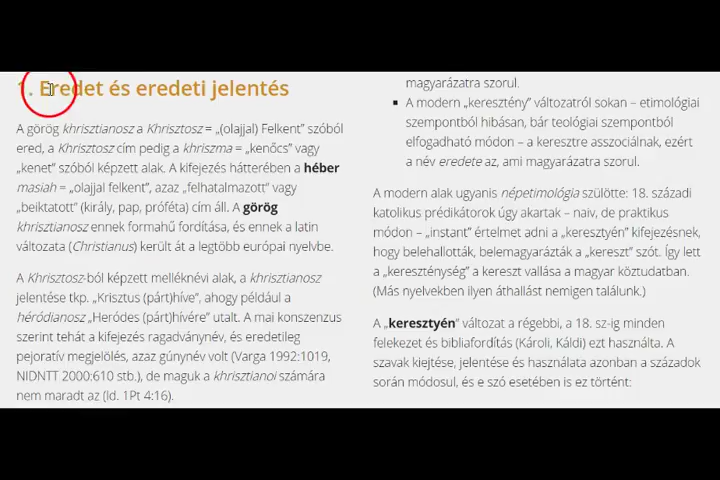 1. Eredet és eredeti jelentés
A görög khrisztianosz a Khrisztosz = „(olajjal) Felkent” szóból
ered, a Khrisztosz cím pedig a khriszma = „kenőcs” vagy
„kenet” szóból képzett alak. A kifejezés hátterében a héber
masiah = „olajjal felkent”, azaz „felhatalmazott” vagy
„beiktatott” (király, pap, próféta) cím áll. A görög
khrisztianosz ennek formahű fordítása, és ennek a latin
változata (Christianus) került át a legtöbb európai nyelvbe.
A Khrisztosz-ból képzett melléknévi alak, a khrisztianosz
jelentése tkp. „Krisztus (párt)híve”, ahogy például a
héródianosz „Heródes (párt)hívére” utalt. A mai konszenzus
szerint tehát a kifejezés ragadványnév, és eredetileg
pejoratív megjelölés, azaz gúnynév volt (Varga 1992:1019,
NIDNTT 2000:610 stb.), de maguk a khrisztianoi számára
nem maradt az (ld. 1Pt 4:16).
magyarázatra szorul.
▪ A modern „keresztény” változatról sokan – etimológiai
szempontból hibásan, bár teológiai szempontból
elfogadható módon – a keresztre asszociálnak, ezért
a név eredete az, ami magyarázatra szorul.
A modern alak ugyanis népetimológia szülötte: 18. századi
katolikus prédikátorok úgy akartak – naiv, de praktikus
módon – „instant” értelmet adni a „keresztyén” kifejezésnek,
hogy belehallották, belemagyarázták a „kereszt” szót. Így lett
a „kereszténység” a kereszt vallása a magyar köztudatban.
(Más nyelvekben ilyen áthallást nemigen találunk.)
A „keresztyén” változat a régebbi, a 18. sz-ig minden
felekezet és bibliafordítás (Károli, Káldi) ezt használta. A
szavak kiejtése, jelentése és használata azonban a századok
során módosul, és e szó esetében is ez történt: